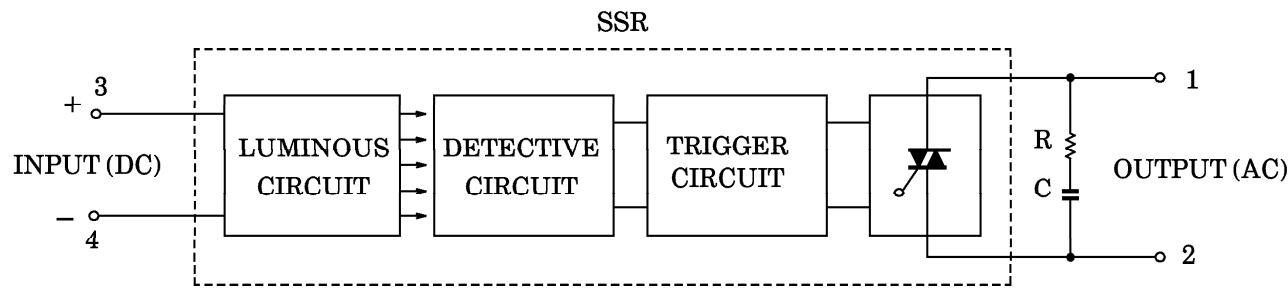 SSR
3
+
INPUT (DC)
−
4
LUMINOUS
CIRCUIT
DETECTIVE
CIRCUIT
TRIGGER
CIRCUIT
R
C
1
OUTPUT (AC)
2